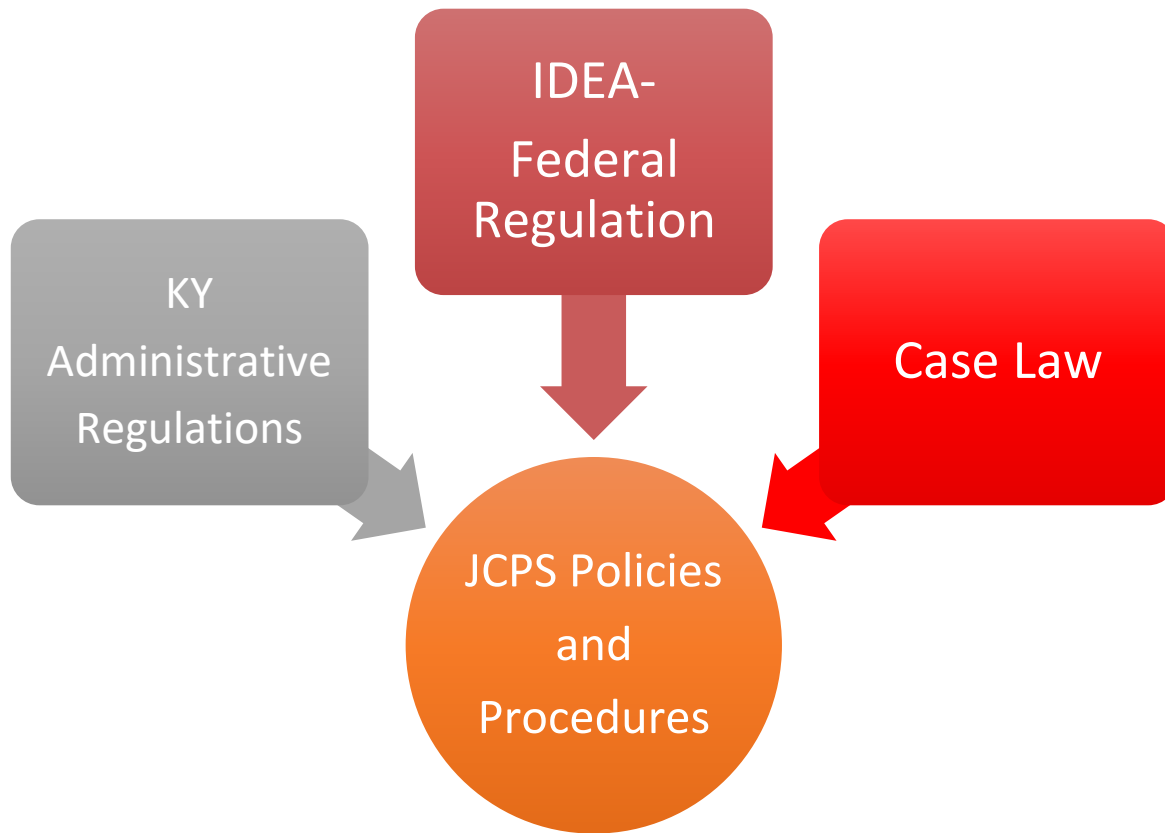 IDEA-
Federal
Regulation
KY
Administrative
Regulations
Case Law
JCPS Policies
and
Procedures